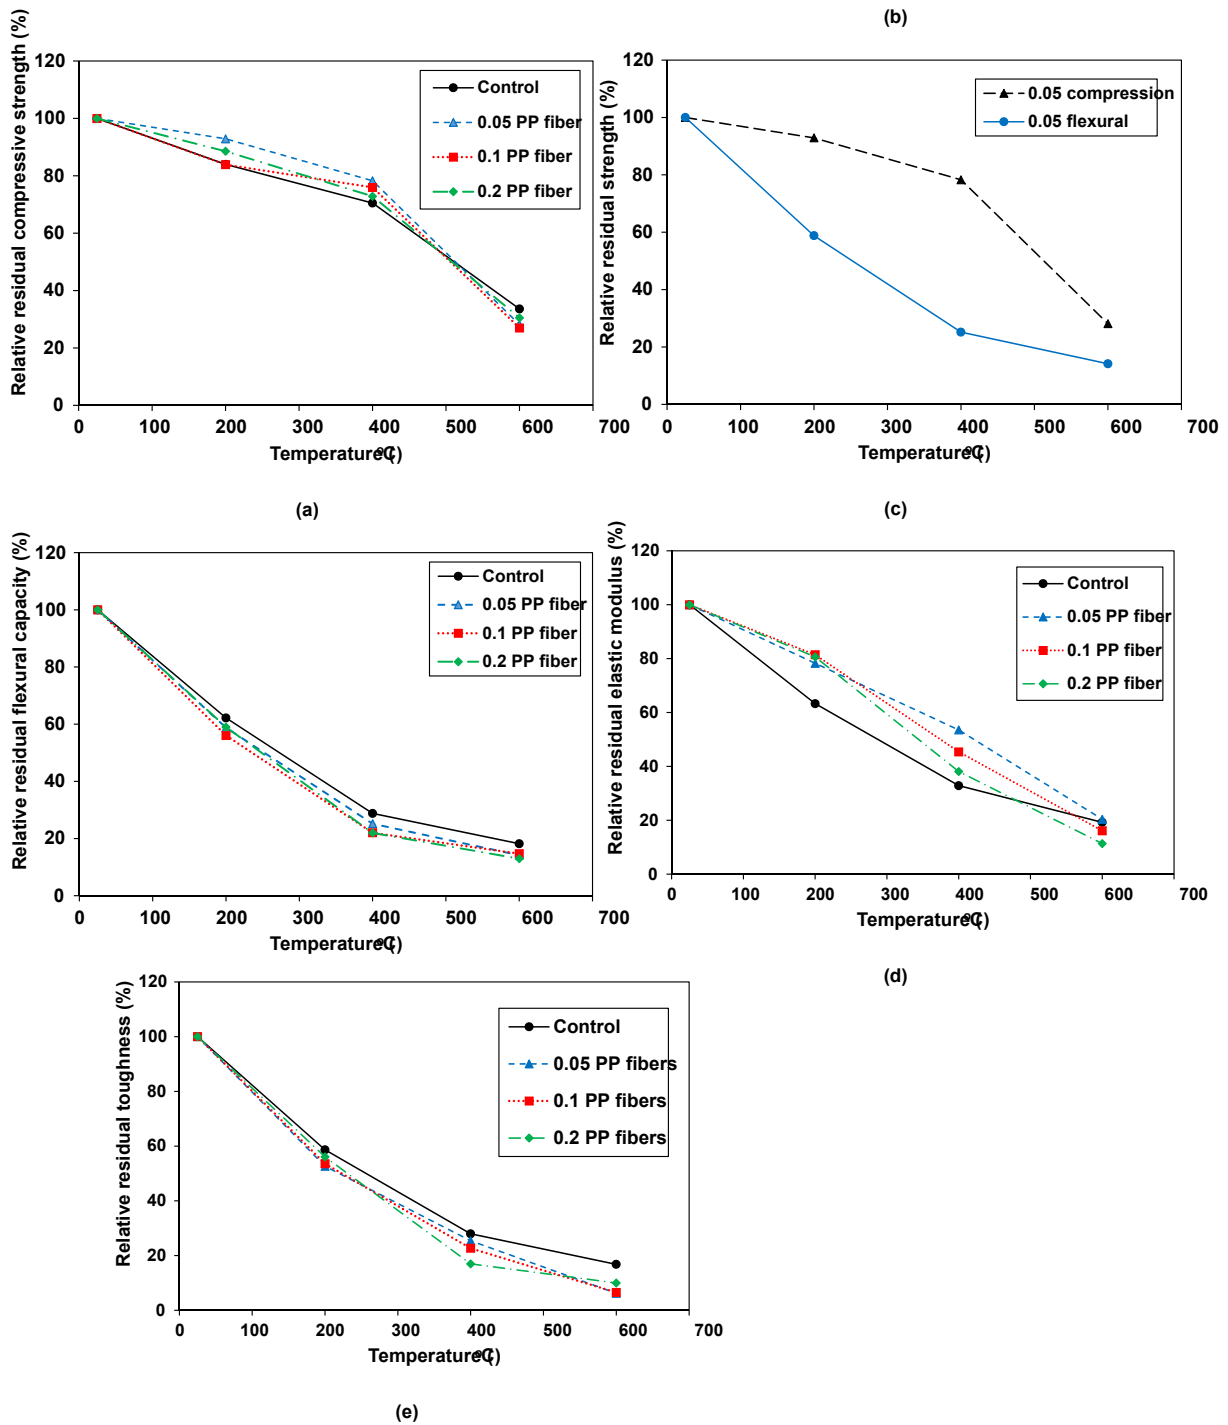 (b)
Relative residual compressive strength (%)
120
100
80
60
40
20
0
Control
0.05 PP fiber
0.1 PP fiber
0.2 PP fiber
0 100 200 300 400 500 600 700
Temperature (ºC)
(a)
Relative residual strength (%)
120
100
80
60
40
20
0
0.05 compression
0.05 flexural
0 100 200 300 400 500 600 700
Temperature (ºC)
(c)
Relative residual flexural capacity (%)
120
100
80
60
40
20
0
Control
0.05 PP fiber
0.1 PP fiber
0.2 PP fiber
0 100 200 300 400 500 600 700
Temperature (ºC)
Relative residual elastic modulus (%)
120
100
80
60
40
20
0
Control
0.05 PP fiber
0.1 PP fiber
0.2 PP fiber
0 100 200 300 400 500 600 700
Temperature (ºC)
(d)
Relative residual toughness (%)
120
100
80
60
40
20
0
Control
0.05 PP fibers
0.1 PP fibers
0.2 PP fibers
0 100 200 300 400 500 600 700
Temperature (ºC)
(e)